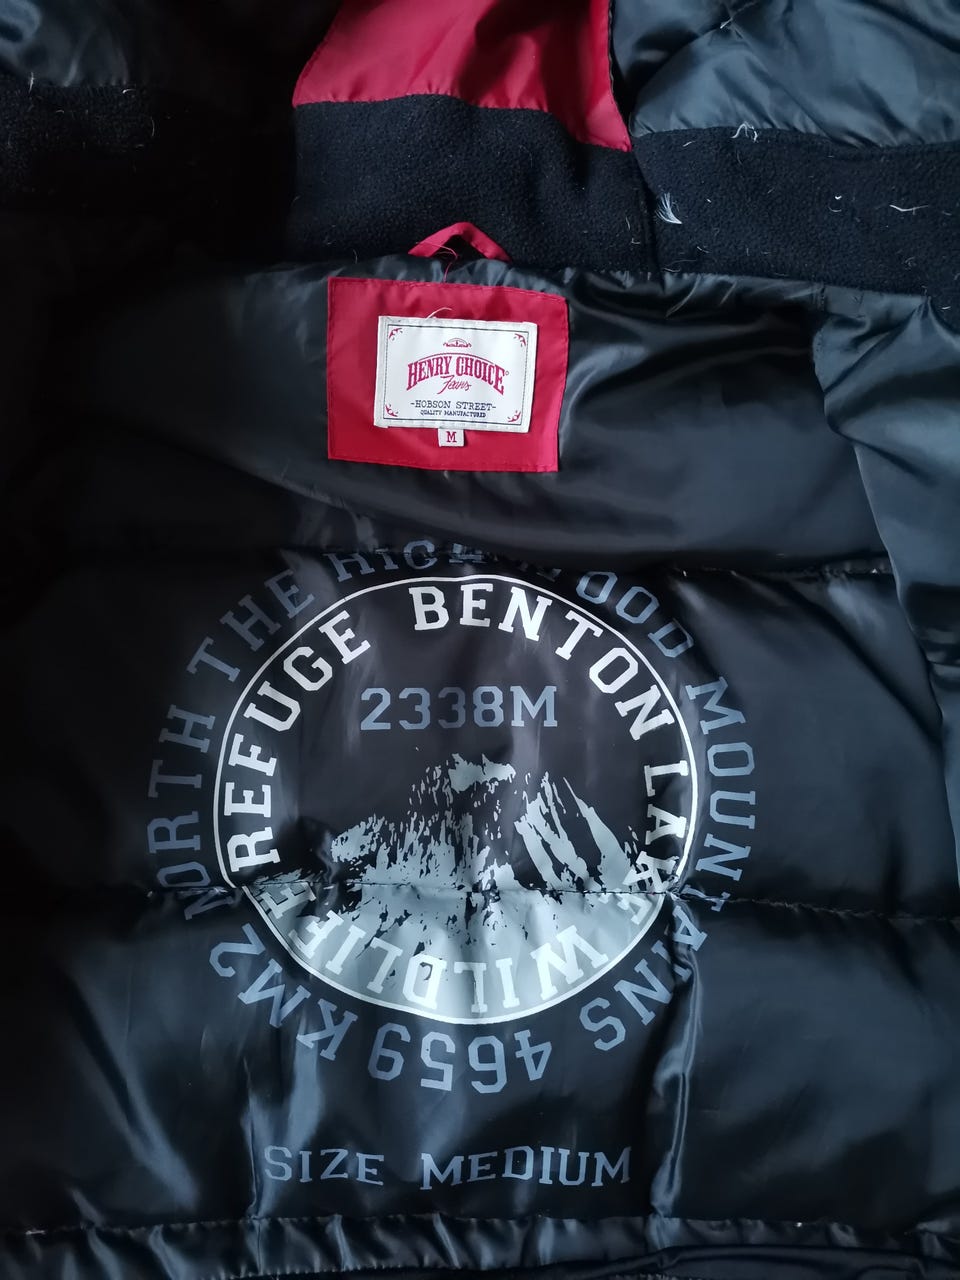 HENRY CHOICE
Jeans
-HOBSON STREET-
QUALITY MANUFACTURED
M
NORTH THE HIGHWOOD MOUNTAINS 4659 KM2
REFUGE BENTON LAKE WILDLIFE
2338M
SIZE MEDIUM